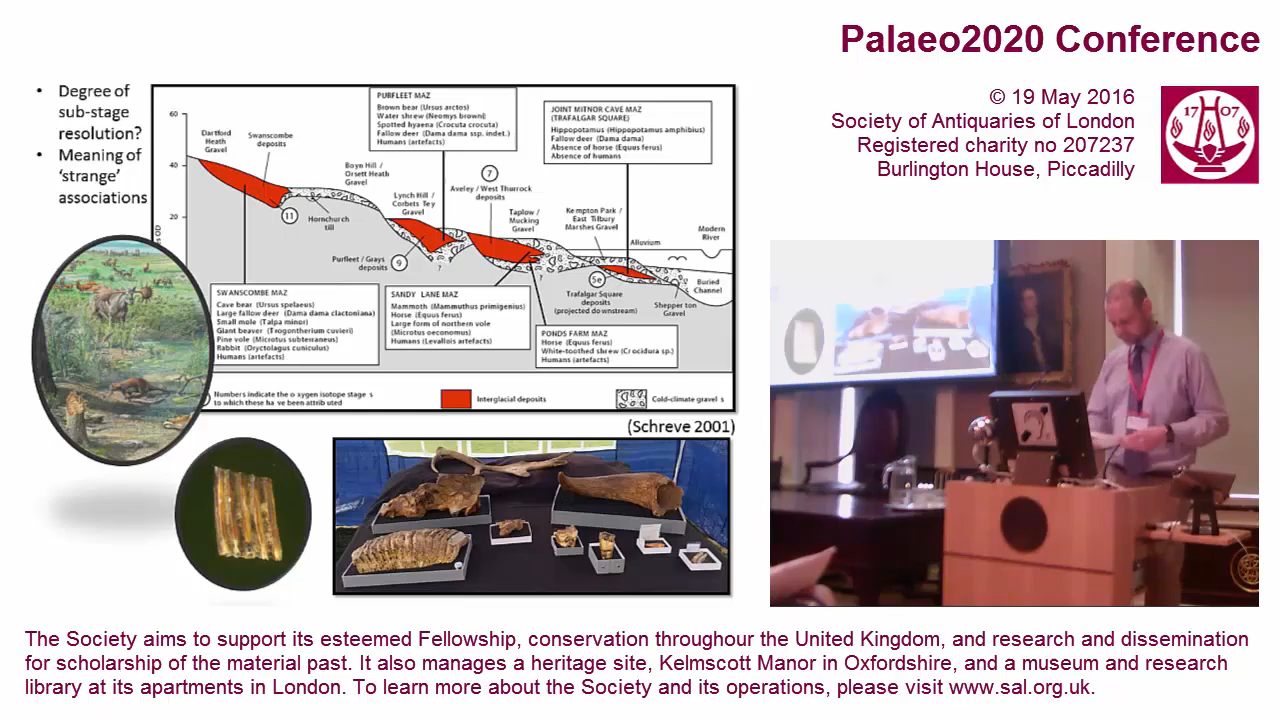 Palaeo2020 Conference
© 19 May 2016
Society of Antiquaries of London
Registered charity no 207237
Burlington House, Piccadilly
17 07
• Degree of
sub-stage
resolution?
• Meaning of
‘strange’
associations
PURFLEET MAZ
Brown bear (Ursus arctos)
Water shrew (Neomys brown)
Spotted hyaena (Crocuta crocuta)
Fallow deer (Dama dama ssp. indet.)
Humans (artefacts)
JOINT MITNOR CAVE MAZ
(TRAFALGAR SQUARE)
Hippopotamus (Hippopotamus amphibius)
Fallow deer (Dama dama)
Absence of horse (Equus ferus)
Absence of humans
60
40
20
OD
Dartford
Heath
Gravel
Swanscombe
deposits
11
Hornchurch
till
Boyn Hill /
Orsett Heath
Gravel
Lynch Hill /
Corbets Tey
Gravel
Purfleet / Grays
deposits
9
?
7
Aveley / West Thurrock
deposits
Taplow /
Mucking
Gravel
?
Kempton Park /
East Tilbury
Marshes Gravel
Alluvium
Modern
River
5e
Trafalgar Square
deposits
(projected downstream)
Buried
Channel
Shepper ton
Gravel
SWANSCOMBE MAZ
Cave bear (Ursus spelaeus)
Large fallow deer (Dama dama clactoniana)
Small mole (Talpa minor)
Giant beaver (Trogontherium cuvieri)
Pine vole (Microtus subterraneus)
Rabbit (Oryctolagus cuniculus)
Humans (artefacts)
SANDY LANE MAZ
Mammoth (Mammuthus primigenius)
Horse (Equus ferus)
Large form of northern vole
(Microtus oeconomus)
Humans (Levallois artefacts)
PONDS FARM MAZ
Horse (Equus ferus)
White-toothed shrew (Crocidura sp.)
Humans (artefacts)
Numbers indicate the o xygen isotope stage s
to which these ha ve been attrib uted
Interglacial deposits
Cold-climate gravel s
(Schreve 2001)
The Society aims to support its esteemed Fellowship, conservation throughour the United Kingdom, and research and dissemination
for scholarship of the material past. It also manages a heritage site, Kelmscott Manor in Oxfordshire, and a museum and research
library at its apartments in London. To learn more about the Society and its operations, please visit www.sal.org.uk.